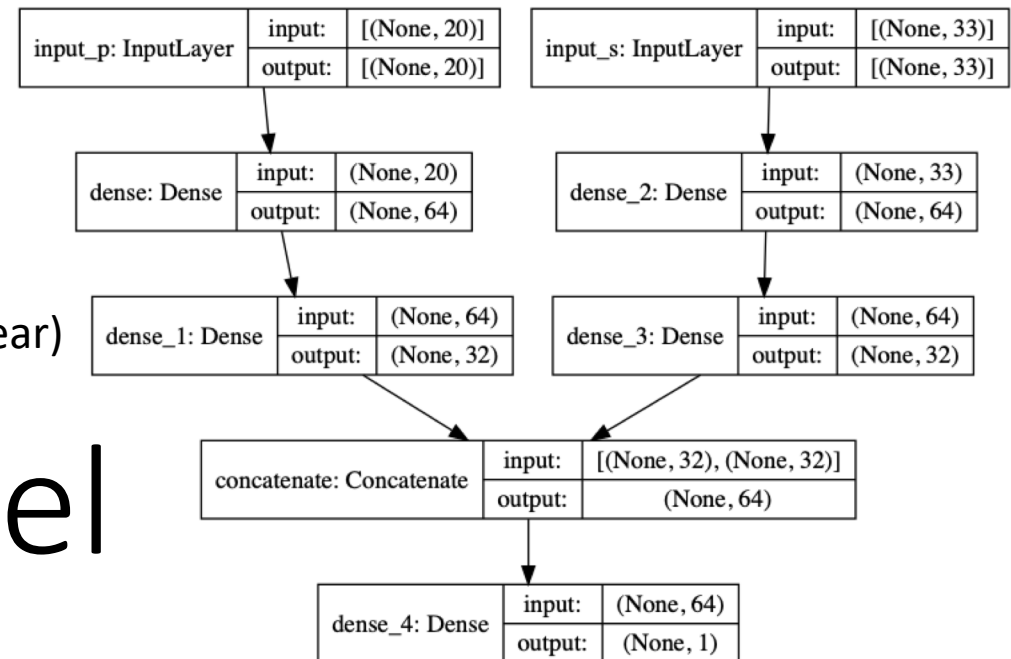 input_p: InputLayer input: [(None, 20)] output: [(None, 20)]
input_s: InputLayer input: [(None, 33)] output: [(None, 33)]
dense: Dense input: (None, 20) output: (None, 64)
dense_2: Dense input: (None, 33) output: (None, 64)
ear)
dense_1: Dense input: (None, 64) output: (None, 32)
dense_3: Dense input: (None, 64) output: (None, 32)
el
concatenate: Concatenate input: [(None, 32), (None, 32)] output: (None, 64)
dense_4: Dense input: (None, 64) output: (None, 1)